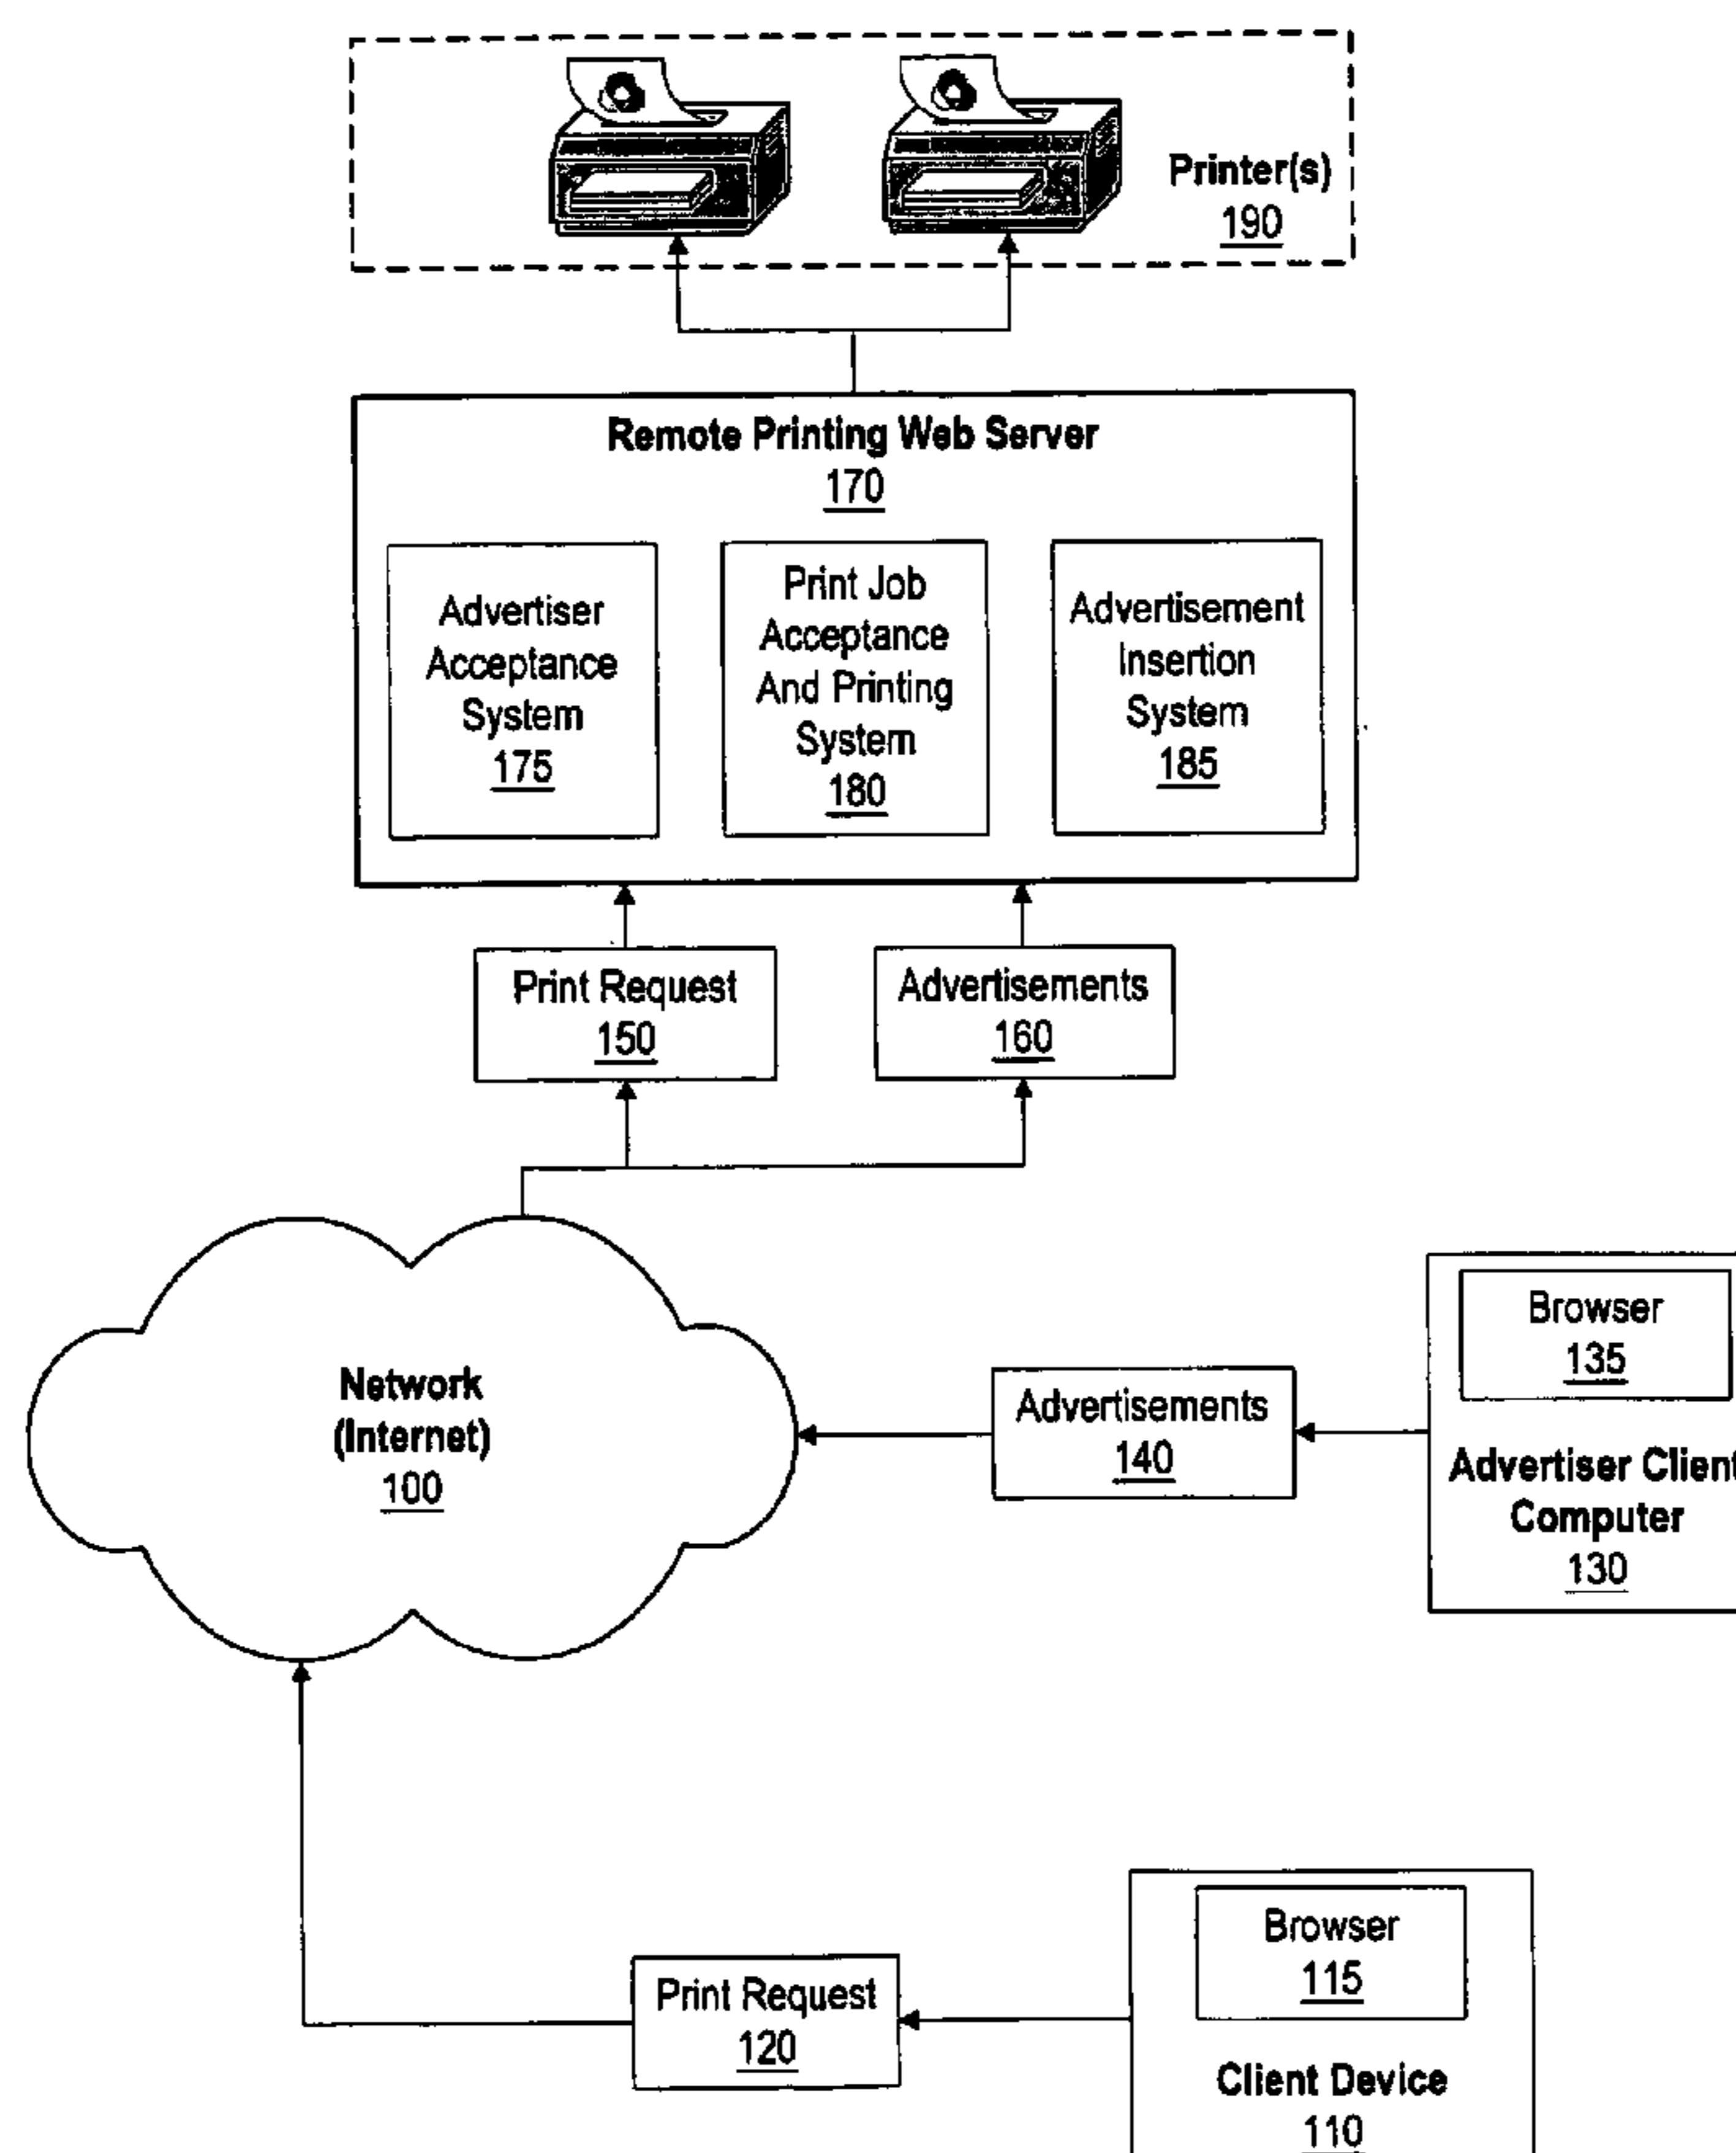 Printer(s)
190
Remote Printing Web Server
170
Advertiser
Acceptance
System
175
Print Job
Acceptance
And Printing
System
180
Advertisement
Insertion
System
185
Print Request
150
Advertisements
160
Network
(Internet)
100
Advertisements
140
Browser
135
Advertiser Client
Computer
130
Print Request
120
Browser
115
Client Device
110